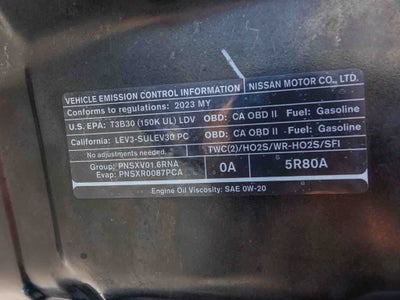 VEHICLE EMISSION CONTROL INFORMATION NISSAN MOTOR CO., LTD.
Conforms to regulations: 2023 MY
U.S. EPA: T3B30 (150K UL) LDV OBD: CA OBD II Fuel: Gasoline
California: LEV3-SULEV30 PC OBD: CA OBD II Fuel: Gasoline
No adjustments needed. TWC(2)/HO2S/WR-HO2S/SFI
Group: PNSXV01.6RNA 0A 5R80A
Evap: PNSXR0087PCA
Engine Oil Viscosity: SAE 0W-20